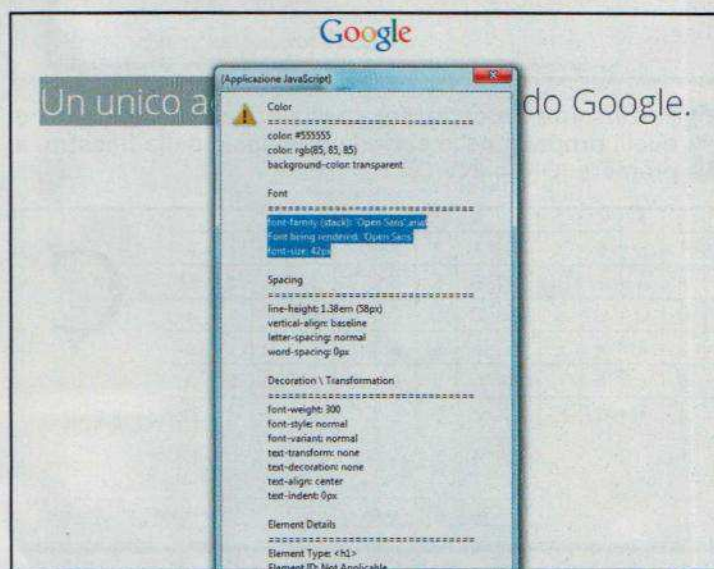 Google
[Applicazione JavaScript]
Un unico a do Google.
Color
=================================
color: #555555
color: rgb(85, 85, 85)
background-color: transparent
Font
=================================
font-family (stack): 'Open Sans', arial
Font being rendered: 'Open Sans'
font-size: 42px
Spacing
=================================
line-height: 1.38em (58px)
vertical-align: baseline
letter-spacing: normal
word-spacing: 0px
Decoration \ Transformation
=================================
font-weight: 300
font-style: normal
font-variant: normal
text-transform: none
text-decoration: none
text-align: center
text-indent: 0px
Element Details
=================================
Element Type: <h1>
Element ID: Not Applicable